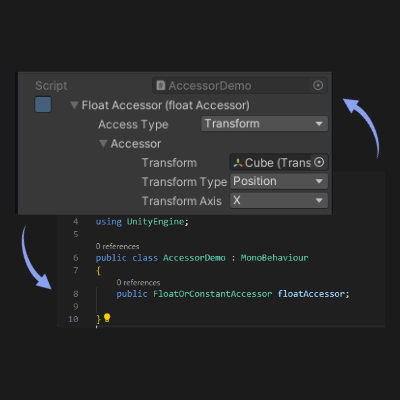 Script AccessorDemo
Float Accessor (float Accessor)
Access Type Transform
Accessor
Transform Cube (Trans
Transform Type Position
Transform Axis X
4 using UnityEngine;
5
0 references
6 public class AccessorDemo : MonoBehaviour
7 {
0 references
8 public FloatOrConstantAccessor floatAccessor;
9
10 }